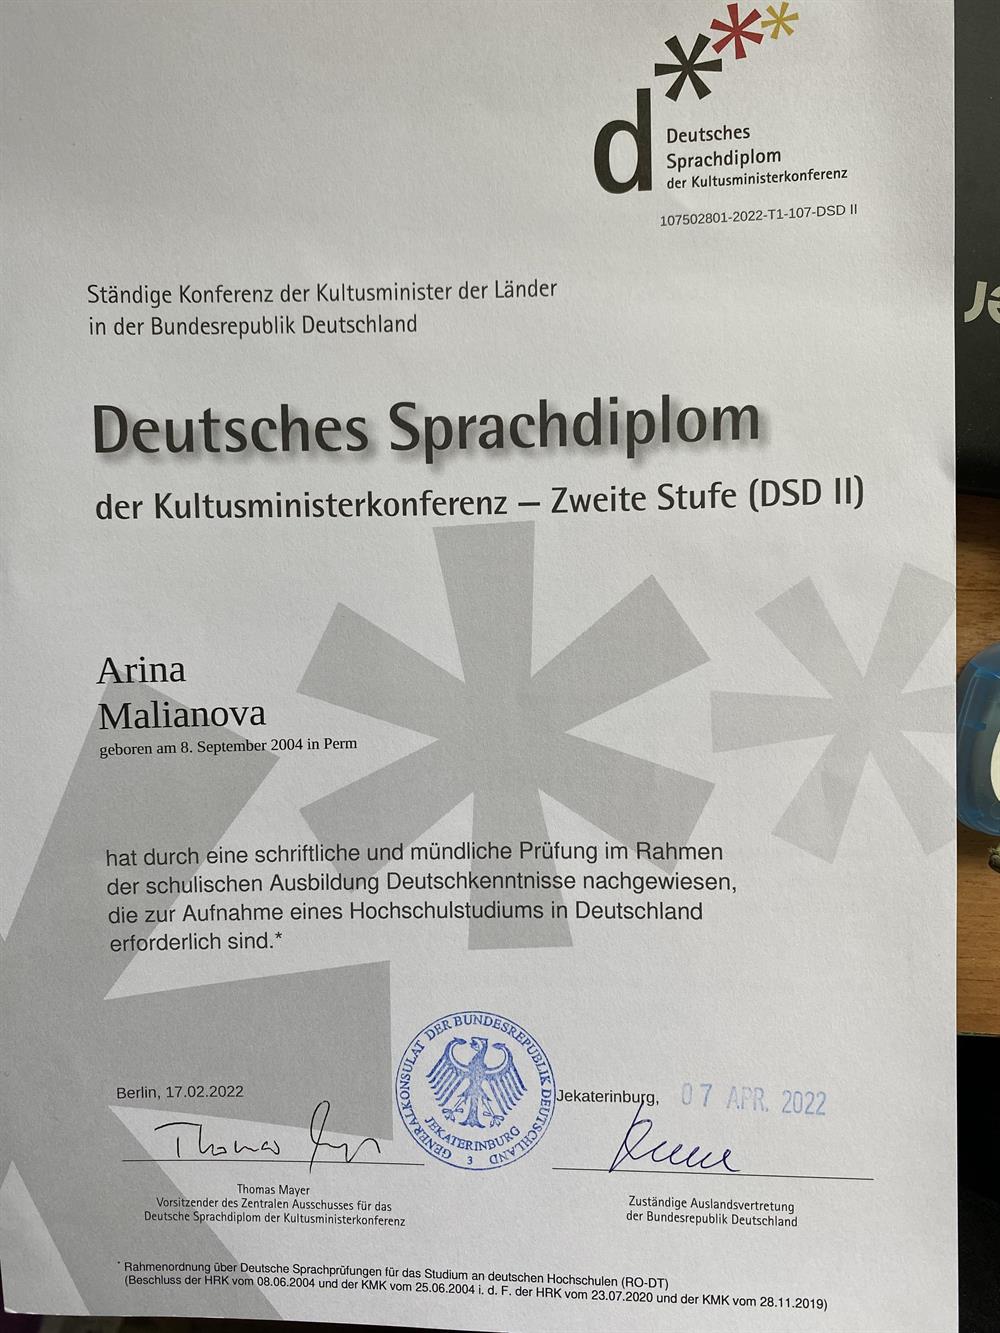 d
Deutsches
Sprachdiplom
der Kultusministerkonferenz
107502801-2022-T1-107-DSD II
Ständige Konferenz der Kultusminister der Länder
in der Bundesrepublik Deutschland
Deutsches Sprachdiplom
der Kultusministerkonferenz – Zweite Stufe (DSD II)
Arina
Malianova
geboren am 8. September 2004 in Perm
hat durch eine schriftliche und mündliche Prüfung im Rahmen
der schulischen Ausbildung Deutschkenntnisse nachgewiesen,
die zur Aufnahme eines Hochschulstudiums in Deutschland
erforderlich sind.*
Berlin, 17.02.2022
GENERALKONSULAT DER BUNDESREPUBLIK DEUTSCHLAND
JEKATERINBURG
3
Jekaterinburg, 07 APR. 2022
Thomas
Thomas Mayer
Vorsitzender des Zentralen Ausschusses für das
Deutsche Sprachdiplom der Kultusministerkonferenz
Zuständige Auslandsvertretung
der Bundesrepublik Deutschland
* Rahmenordnung über Deutsche Sprachprüfungen für das Studium an deutschen Hochschulen (RO-DT)
(Beschluss der HRK vom 08.06.2004 und der KMK vom 25.06.2004 i. d. F. der HRK vom 23.07.2020 und der KMK vom 28.11.2019)